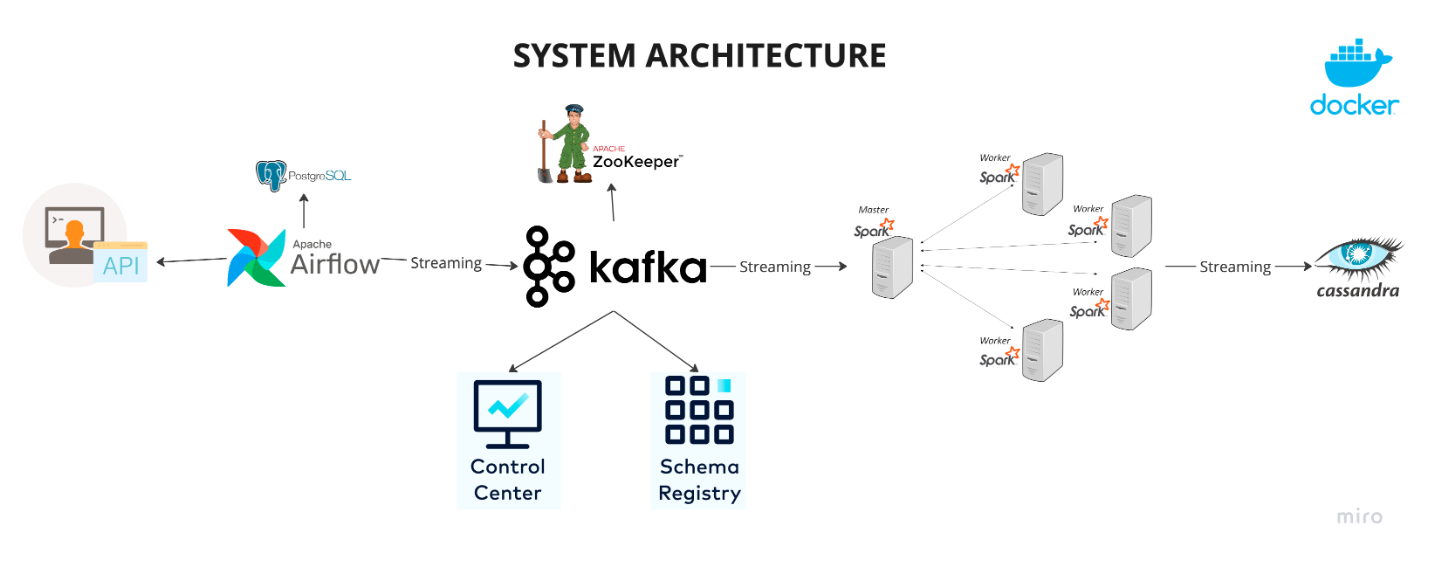 SYSTEM ARCHITECTURE
docker
APACHE
ZooKeeper™
PostgreSQL
API
Apache
Airflow
Streaming
kafka
Streaming
Master
Spark
Worker
Spark
Worker
Spark
Worker
Spark
Worker
Spark
Streaming
cassandra
Control
Center
Schema
Registry
miro